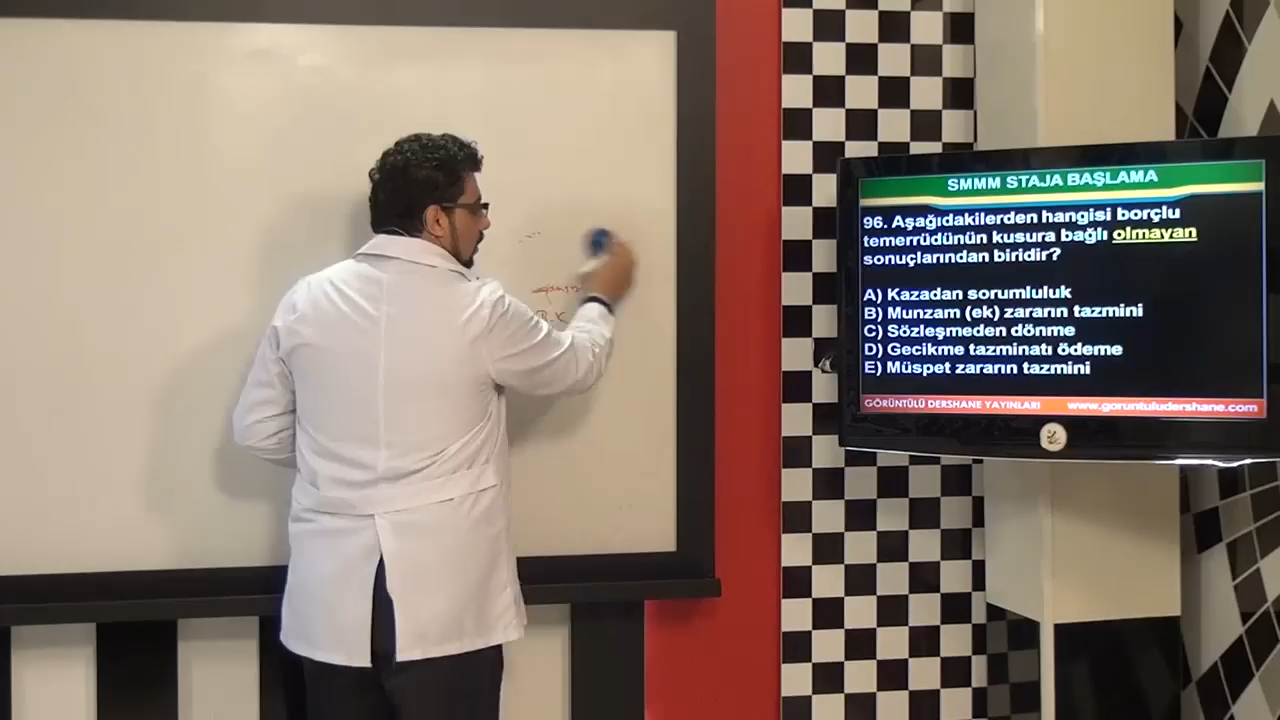 SMMM STAJA BAŞLAMA
96. Aşağıdakilerden hangisi borçlu
temerrüdünün kusura bağlı olmayan
sonuçlarından biridir?
A) Kazadan sorumluluk
B) Munzam (ek) zararın tazmini
C) Sözleşmeden dönme
D) Gecikme tazminatı ödeme
E) Müspet zararın tazmini
GÖRÜNTÜLÜ DERSHANE YAYINLARI www.goruntuludershane.com